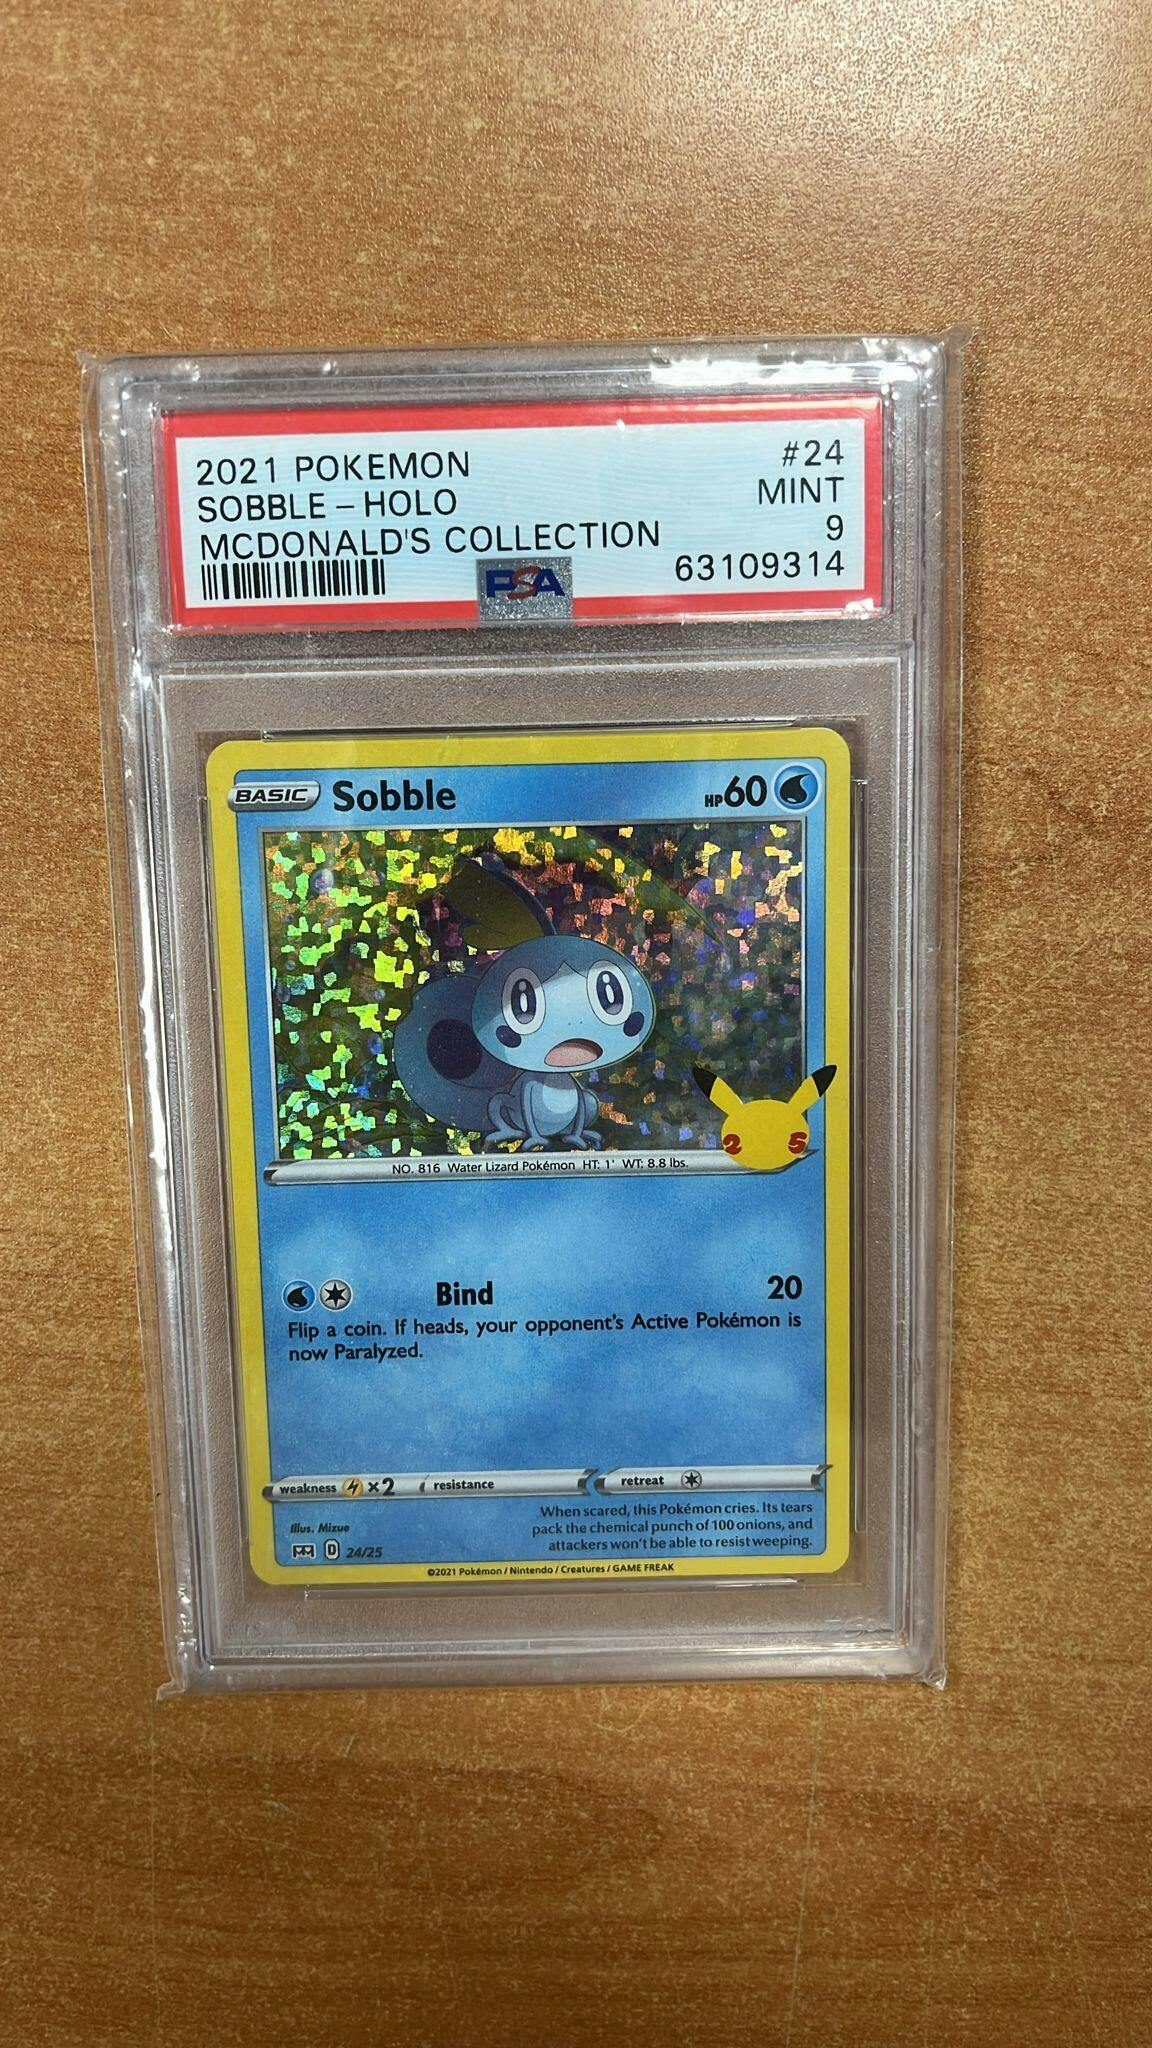 2021 POKEMON #24
SOBBLE - HOLO MINT
MCDONALD'S COLLECTION 9
PSA 63109314
BASIC Sobble HP60
25
NO. 816 Water Lizard Pokémon HT: 1' WT: 8.8 lbs.
Bind 20
Flip a coin. If heads, your opponent's Active Pokémon is
now Paralyzed.
weakness ×2 resistance retreat
When scared, this Pokémon cries. Its tears
pack the chemical punch of 100 onions, and
attackers won't be able to resist weeping.
Illus. Mizue
D 24/25
©2021 Pokémon / Nintendo / Creatures / GAME FREAK